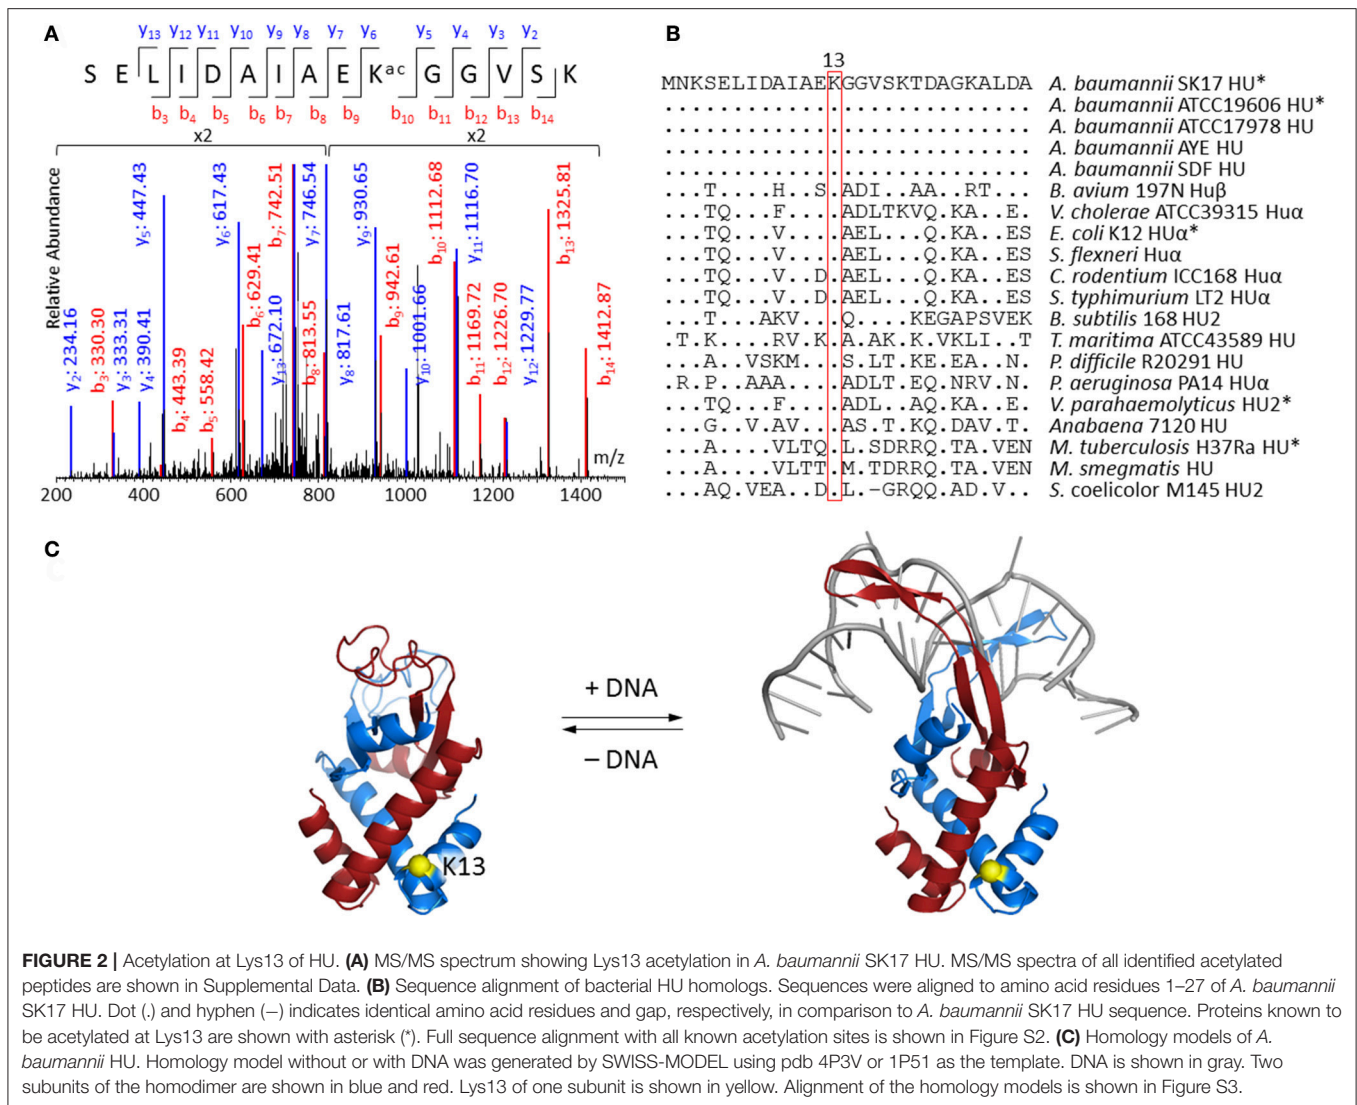 A
y13 y12 y11 y10 y9 y8 y7 y6 y5 y4 y3 y2
S E L I D A I A E Kac G G V S K
b3 b4 b5 b6 b7 b8 b9 b10 b11 b12 b13 b14
x2 x2
Relative Abundance
y2: 234.16
b3: 330.30
y3: 333.31
y4: 390.41
b4: 443.39
y5: 447.43
b5: 558.42
y6: 617.43
b6: 629.41
y13: 672.10
b7: 742.51
y7: 746.54
b8: 813.55
y8: 817.61
y9: 930.65
b9: 942.61
y10: 1001.66
b10: 1112.68
y11: 1116.70
b11: 1169.72
b12: 1226.70
y12: 1229.77
b13: 1325.81
b14: 1412.87
m/z
200 400 600 800 1000 1200 1400
B
13
MNKSELIDAIAEKGGVSKTDAGKALDA A. baumannii SK17 HU*
........................... A. baumannii ATCC19606 HU*
........................... A. baumannii ATCC17978 HU
........................... A. baumannii AYE HU
........................... A. baumannii SDF HU
...T....H..S.ADI..AA..RT... B. avium 197N Huβ
...TQ...F....ADLTKVQ.KA..E. V. cholerae ATCC39315 Huα
...TQ...V....AEL...Q.KA..ES E. coli K12 HUα*
...TQ...V....AEL...Q.KA..ES S. flexneri Huα
...TQ...V..D.AEL...Q.KA..ES C. rodentium ICC168 Huα
...TQ...V..D.AEL...Q.KA..ES S. typhimurium LT2 HUα
...T...AKV...Q....KEGAPSVEK B. subtilis 168 HU2
.T.K....RV.K.A.AK.K.VKLI..T T. maritima ATCC43589 HU
...A..VSKM...S.LT.KE.EA..N. P. difficile R20291 HU
.R.P..AAA....ADLT.EQ.NRV.N. P. aeruginosa PA14 HUα
...TQ...F....ADL..AQ.KA..E. V. parahaemolyticus HU2*
...G..V.AV...AS.T.KQ.DAV.T. Anabaena 7120 HU
...A....VLTQ.L.SDRRQ.TA.VEN M. tuberculosis H37Ra HU*
...A....VLTT.M.TDRRQ.TA.VEN M. smegmatis HU
...AQ.VEA..D.L.–GRQQ.AD.V.. S. coelicolor M145 HU2
C
+ DNA
– DNA
K13
FIGURE 2 | Acetylation at Lys13 of HU. (A) MS/MS spectrum showing Lys13 acetylation in A. baumannii SK17 HU. MS/MS spectra of all identified acetylated
peptides are shown in Supplemental Data. (B) Sequence alignment of bacterial HU homologs. Sequences were aligned to amino acid residues 1–27 of A. baumannii
SK17 HU. Dot (.) and hyphen (–) indicates identical amino acid residues and gap, respectively, in comparison to A. baumannii SK17 HU sequence. Proteins known to
be acetylated at Lys13 are shown with asterisk (*). Full sequence alignment with all known acetylation sites is shown in Figure S2. (C) Homology models of A.
baumannii HU. Homology model without or with DNA was generated by SWISS-MODEL using pdb 4P3V or 1P51 as the template. DNA is shown in gray. Two
subunits of the homodimer are shown in blue and red. Lys13 of one subunit is shown in yellow. Alignment of the homology models is shown in Figure S3.